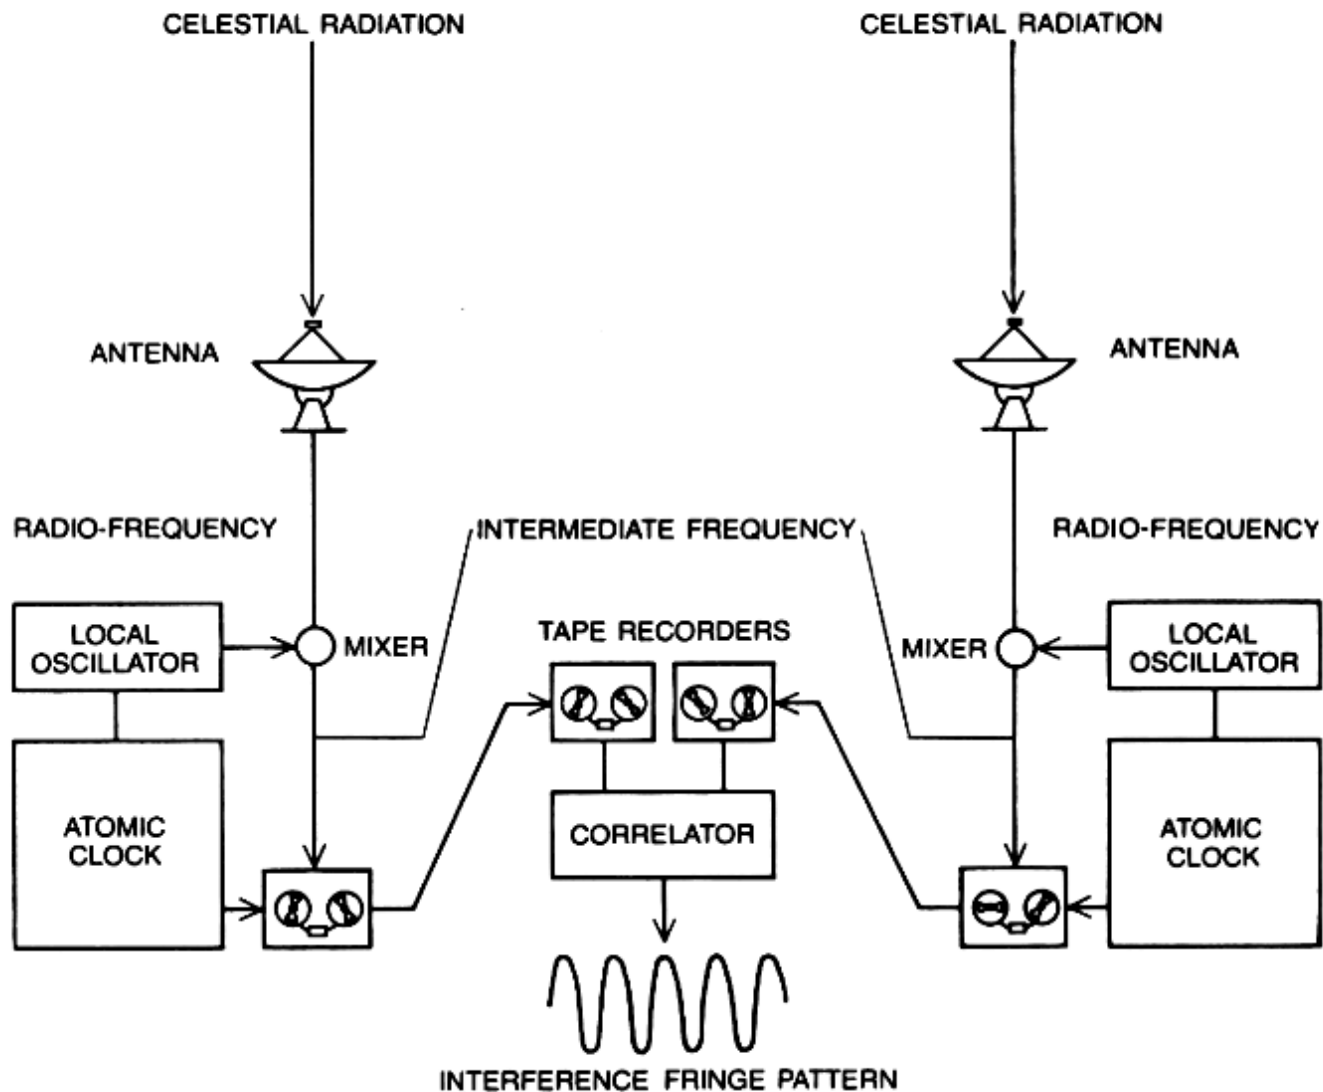 CELESTIAL RADIATION
CELESTIAL RADIATION
ANTENNA
ANTENNA
RADIO-FREQUENCY
INTERMEDIATE FREQUENCY
RADIO-FREQUENCY
LOCAL
OSCILLATOR
MIXER
TAPE RECORDERS
MIXER
LOCAL
OSCILLATOR
ATOMIC
CLOCK
CORRELATOR
ATOMIC
CLOCK
INTERFERENCE FRINGE PATTERN